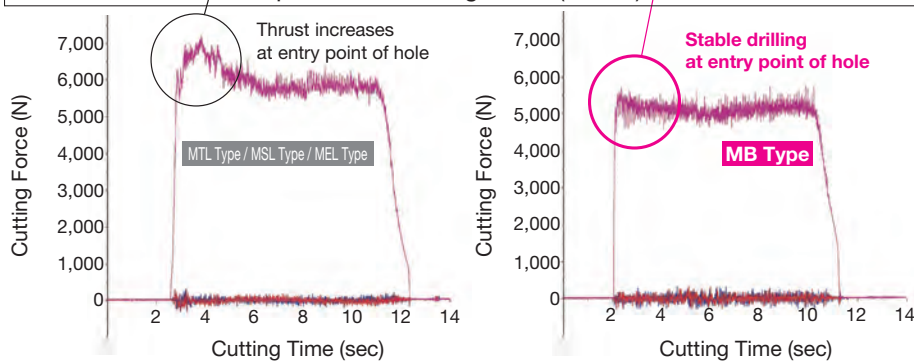 Thrust increases
at entry point of hole
7,000
6,000
5,000
4,000
3,000
2,000
1,000
0
Cutting Force (N)
MTL Type / MSL Type / MEL Type
2 4 6 8 10 12 14
Cutting Time (sec)
Stable drilling
at entry point of hole
7,000
6,000
5,000
4,000
3,000
2,000
1,000
0
Cutting Force (N)
MB Type
2 4 6 8 10 12 14
Cutting Time (sec)